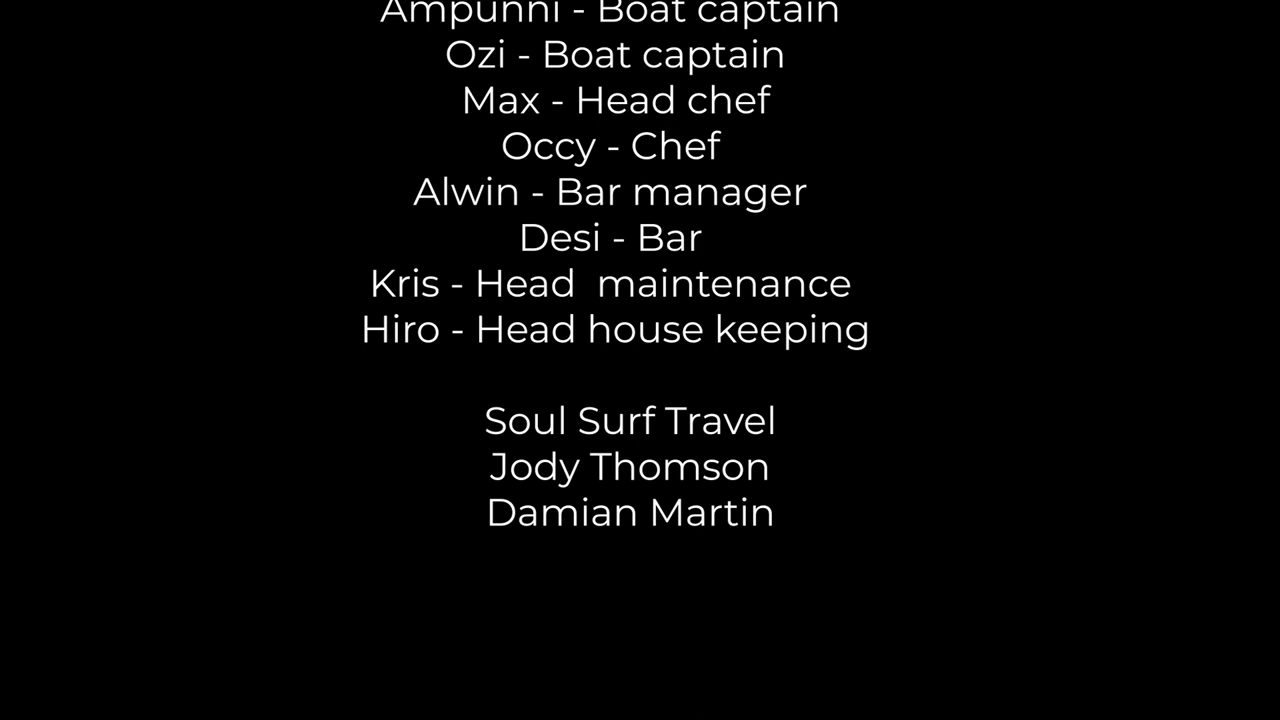 Ampunni - Boat captain
Ozi - Boat captain
Max - Head chef
Occy - Chef
Alwin - Bar manager
Desi - Bar
Kris - Head  maintenance
Hiro - Head house keeping
Soul Surf Travel
Jody Thomson
Damian Martin